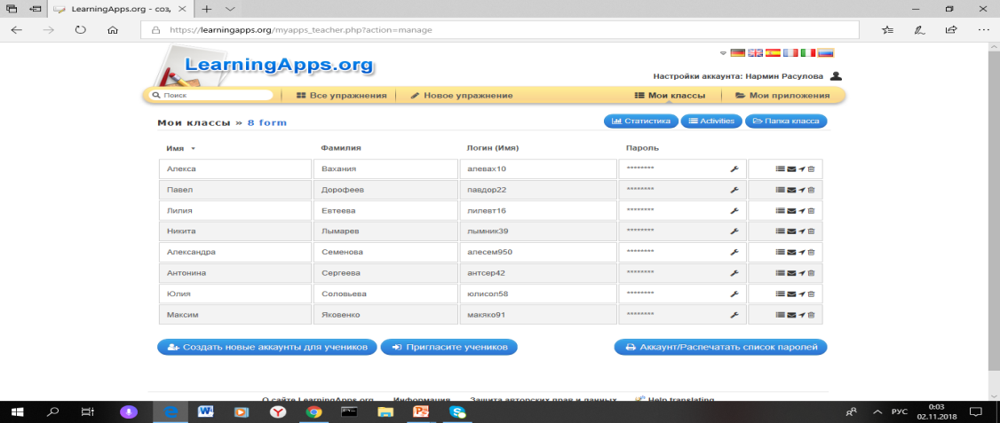 LearningApps.org - соз,
https://learningapps.org/myapps_teacher.php?action=manage
LearningApps.org
Настройки аккаунта: Нармин Расулова
Поиск
Все упражнения
Новое упражнение
Мои классы
Мои приложения
Мои классы » 8 form
Статистика
Activities
Папка класса
Имя Фамилия Логин (Имя) Пароль
Алекса Вахания алевах10 ********
Павел Дорофеев павдор22 ********
Лилия Евтеева лилевт16 ********
Никита Лымарев лымник39 ********
Александра Семенова алесем950 ********
Антонина Сергеева антсер42 ********
Юлия Соловьева юлисол58 ********
Максим Яковенко макяко91 ********
Создать новые аккаунты для учеников
Пригласите учеников
Аккаунт/Распечатать список паролей
О сайте LearningApps.org Информация Защита авторских прав и данных Help translating
РУС
0:03
02.11.2018